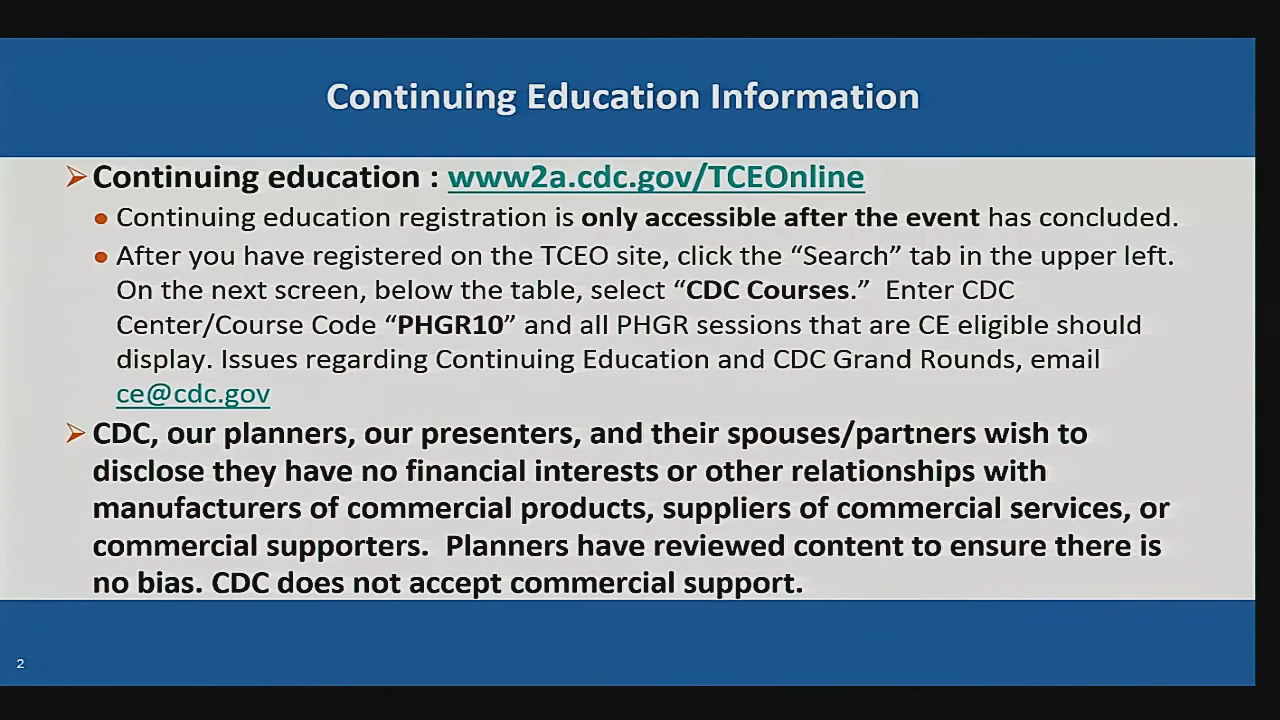 Continuing Education Information
Continuing education : www2a.cdc.gov/TCEOnline
Continuing education registration is only accessible after the event has concluded.
After you have registered on the TCEO site, click the “Search” tab in the upper left.
On the next screen, below the table, select “CDC Courses.”  Enter CDC
Center/Course Code “PHGR10” and all PHGR sessions that are CE eligible should
display. Issues regarding Continuing Education and CDC Grand Rounds, email
ce@cdc.gov
CDC, our planners, our presenters, and their spouses/partners wish to
disclose they have no financial interests or other relationships with
manufacturers of commercial products, suppliers of commercial services, or
commercial supporters.  Planners have reviewed content to ensure there is
no bias. CDC does not accept commercial support.
2